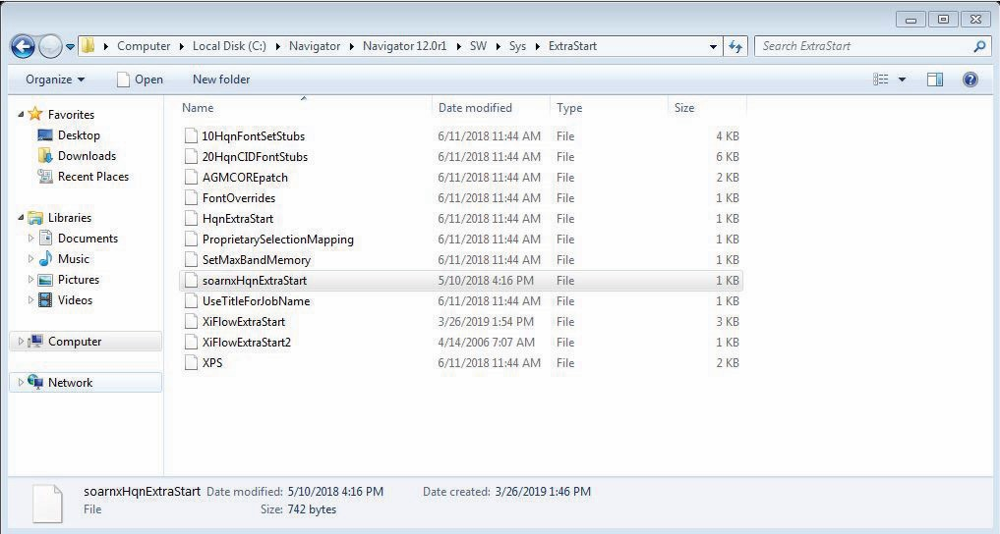 Computer Local Disk (C:) Navigator Navigator 12.0r1 SW Sys ExtraStart Search ExtraStart
Organize Open New folder
Name Date modified Type Size
Favorites
Desktop
Downloads
Recent Places
Libraries
Documents
Music
Pictures
Videos
Computer
Network
10HqnFontSetStubs 6/11/2018 11:44 AM File 4 KB
20HqnCIDFontStubs 6/11/2018 11:44 AM File 6 KB
AGMCOREpatch 6/11/2018 11:44 AM File 2 KB
FontOverrides 6/11/2018 11:44 AM File 1 KB
HqnExtraStart 6/11/2018 11:44 AM File 1 KB
ProprietarySelectionMapping 6/11/2018 11:44 AM File 1 KB
SetMaxBandMemory 6/11/2018 11:44 AM File 1 KB
soarnxHqnExtraStart 5/10/2018 4:16 PM File 1 KB
UseTitleForJobName 6/11/2018 11:44 AM File 1 KB
XiFlowExtraStart 3/26/2019 1:54 PM File 3 KB
XiFlowExtraStart2 4/14/2006 7:07 AM File 1 KB
XPS 6/11/2018 11:44 AM File 2 KB
soarnxHqnExtraStart Date modified: 5/10/2018 4:16 PM Date created: 3/26/2019 1:46 PM
File Size: 742 bytes